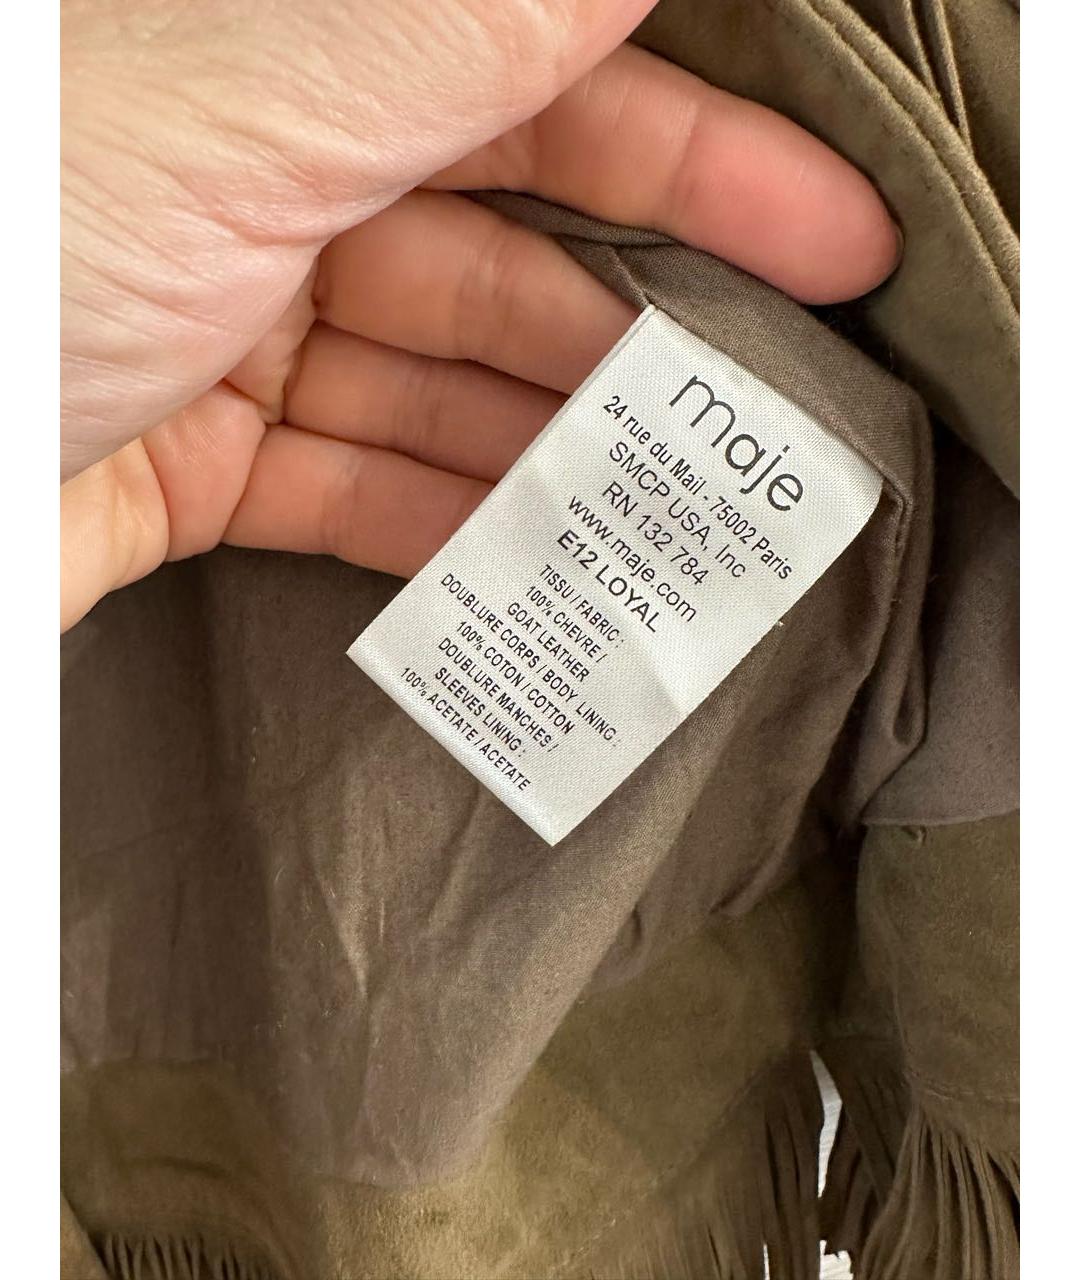 maje
24 rue du Mail - 75002 Paris
SMCP USA, Inc
RN 132 784
www.maje.com
E12 LOYAL
TISSU / FABRIC :
100% CHEVRE /
GOAT LEATHER
DOUBLURE CORPS / BODY LINING :
100% COTON / COTTON
DOUBLURE MANCHES /
SLEEVES LINING :
100% ACETATE / ACETATE